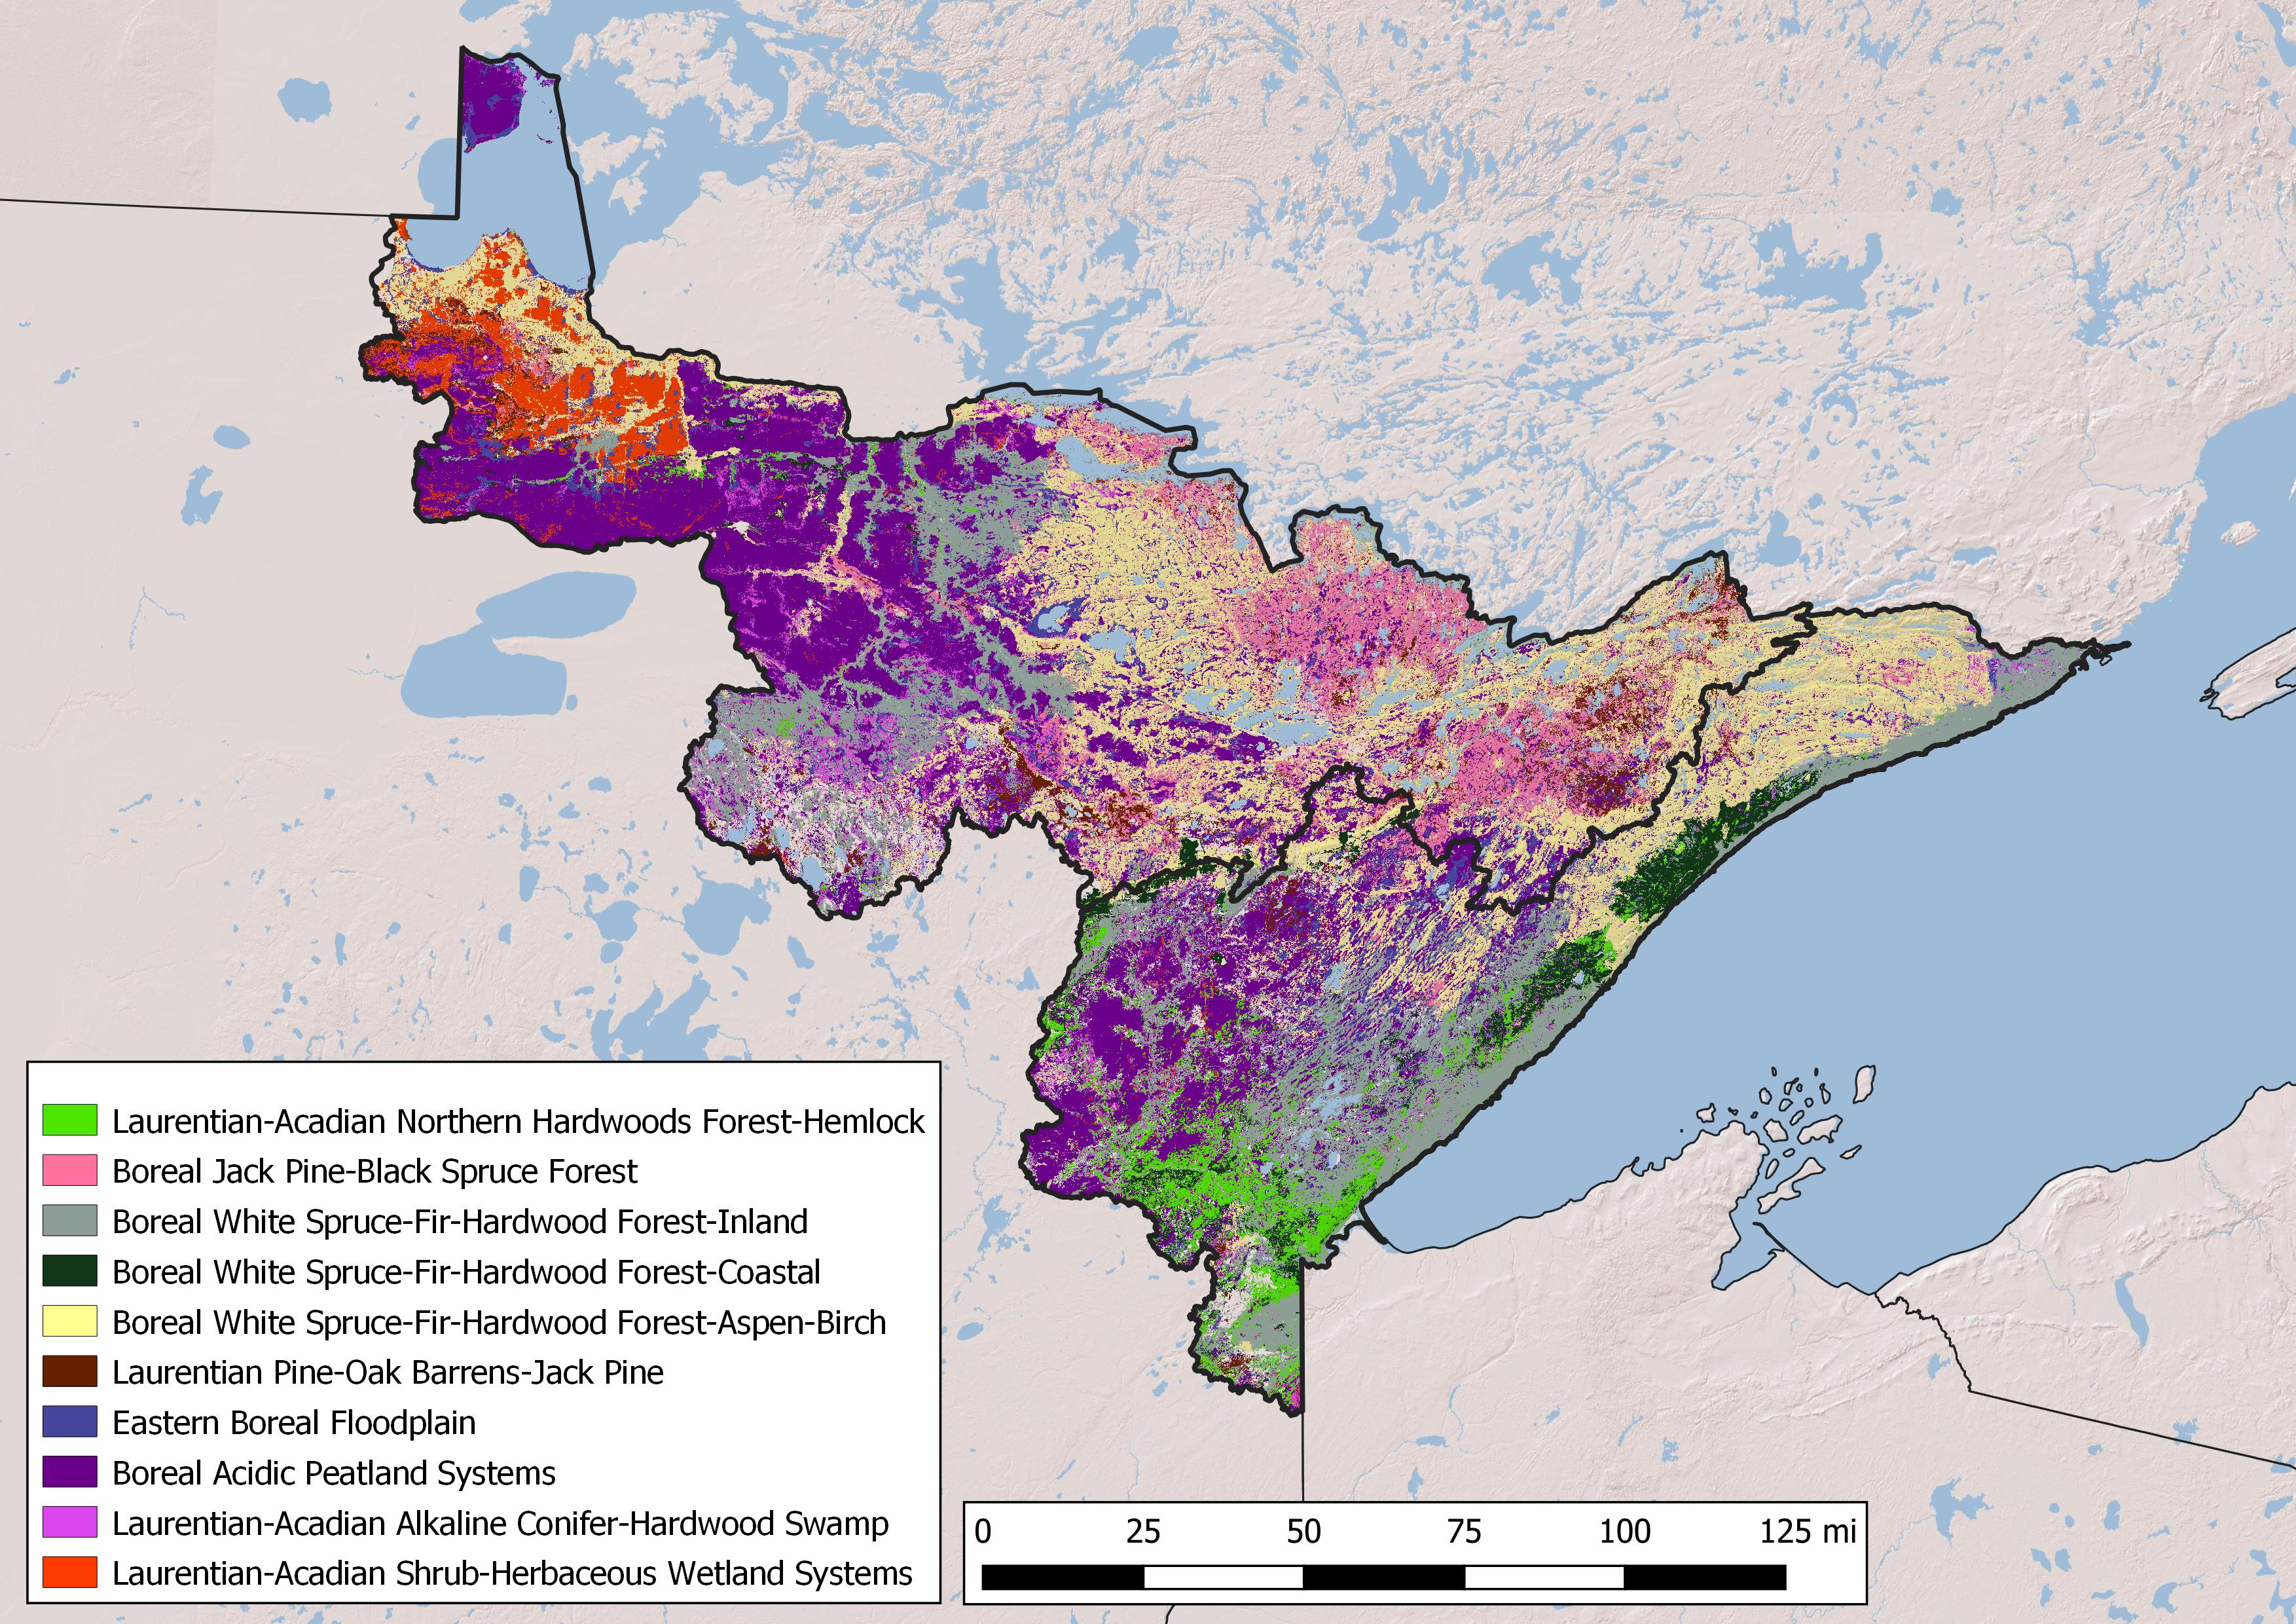 Laurentian-Acadian Northern Hardwoods Forest-Hemlock
Boreal Jack Pine-Black Spruce Forest
Boreal White Spruce-Fir-Hardwood Forest-Inland
Boreal White Spruce-Fir-Hardwood Forest-Coastal
Boreal White Spruce-Fir-Hardwood Forest-Aspen-Birch
Laurentian Pine-Oak Barrens-Jack Pine
Eastern Boreal Floodplain
Boreal Acidic Peatland Systems
Laurentian-Acadian Alkaline Conifer-Hardwood Swamp
Laurentian-Acadian Shrub-Herbaceous Wetland Systems
0 25 50 75 100 125 mi